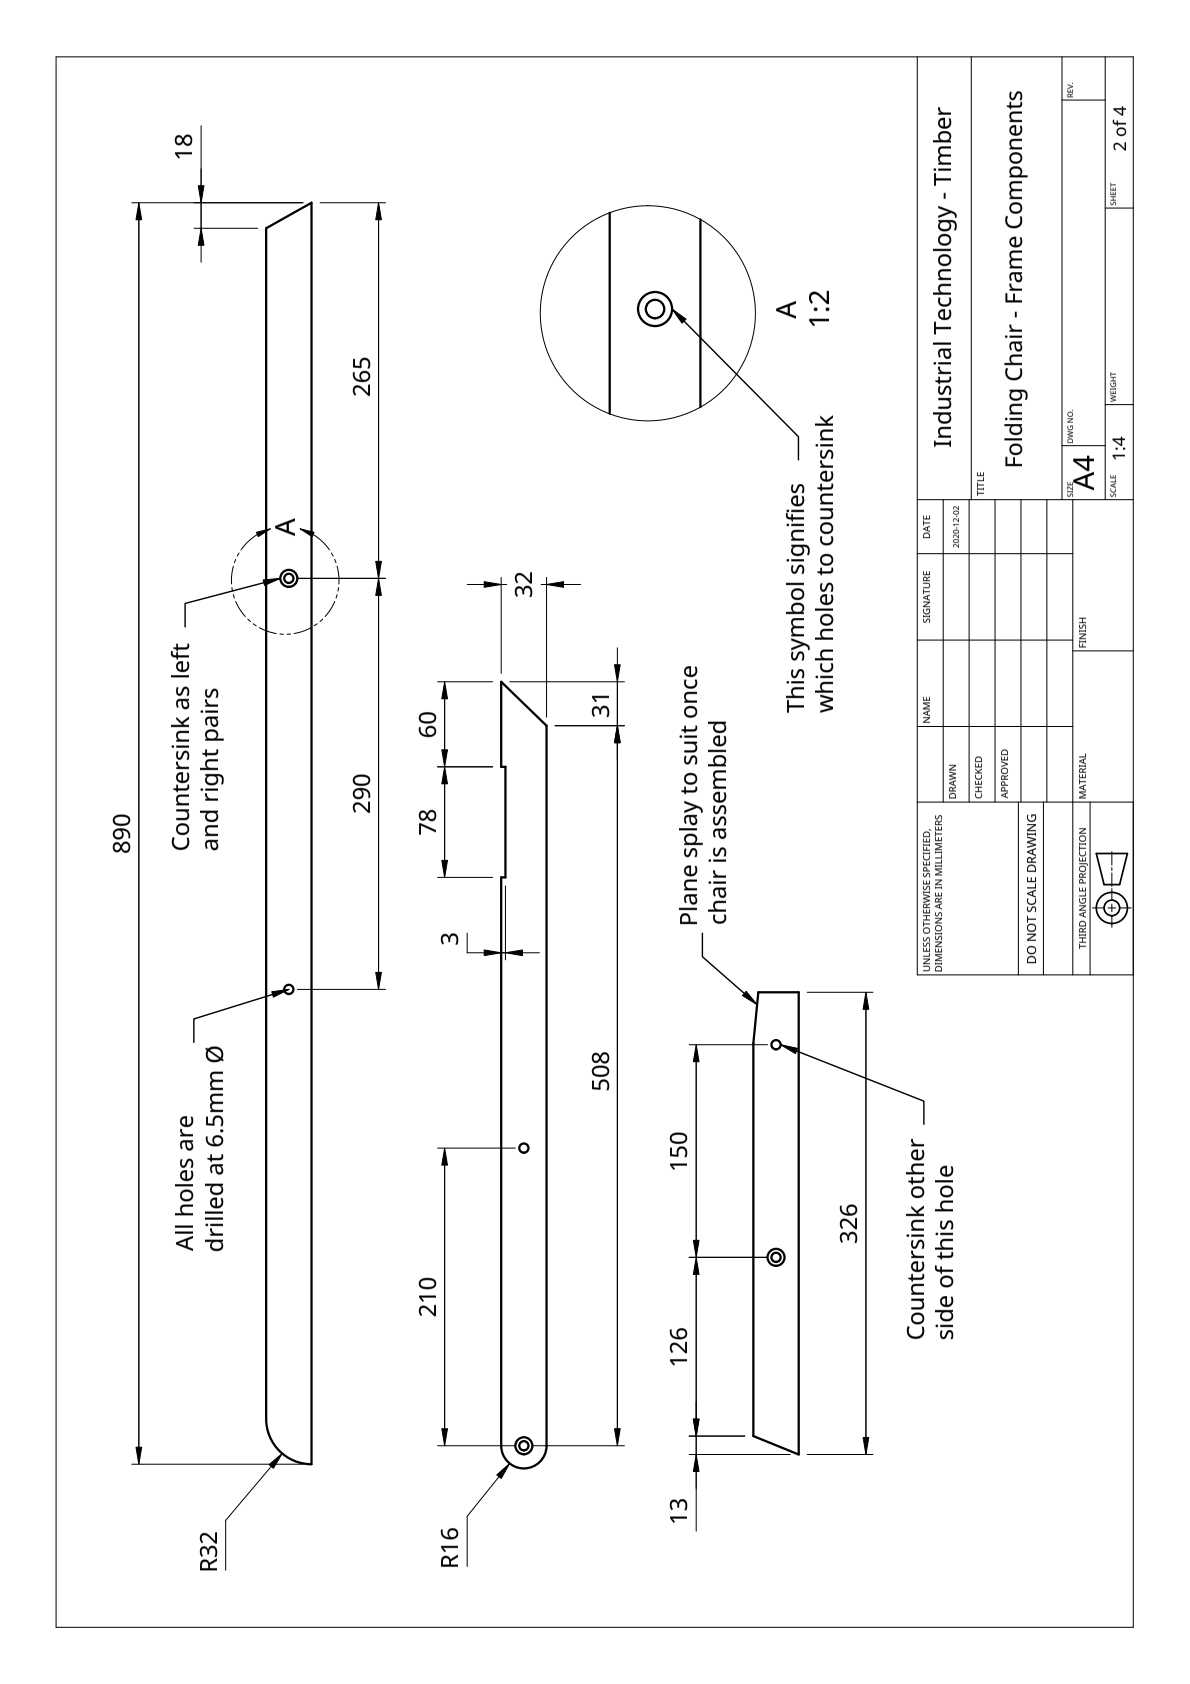 890
18
Countersink as left
and right pairs
A
All holes are
drilled at 6.5mm Ø
R32
290
265
78
60
32
3
210
R16
508
31
A
1:2
This symbol signifies
which holes to countersink
Plane splay to suit once
chair is assembled
13
126
150
326
Countersink other
side of this hole
UNLESS OTHERWISE SPECIFIED,
DIMENSIONS ARE IN MILLIMETERS
DO NOT SCALE DRAWING
THIRD ANGLE PROJECTION
NAME
SIGNATURE
DATE
DRAWN
2020-12-02
CHECKED
APPROVED
MATERIAL
FINISH
Industrial Technology - Timber
TITLE
Folding Chair - Frame Components
SIZE
A4
DWG NO.
REV.
SCALE
1:4
WEIGHT
SHEET
2 of 4